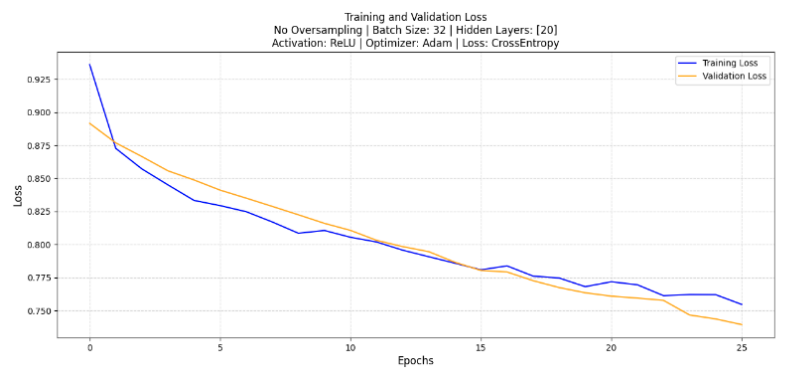 Training and Validation Loss
No Oversampling | Batch Size: 32 | Hidden Layers: [20]
Activation: ReLU | Optimizer: Adam | Loss: CrossEntropy
Training Loss
Validation Loss
0.925
0.900
0.875
0.850
0.825
0.800
0.775
0.750
Loss
0 5 10 15 20 25
Epochs